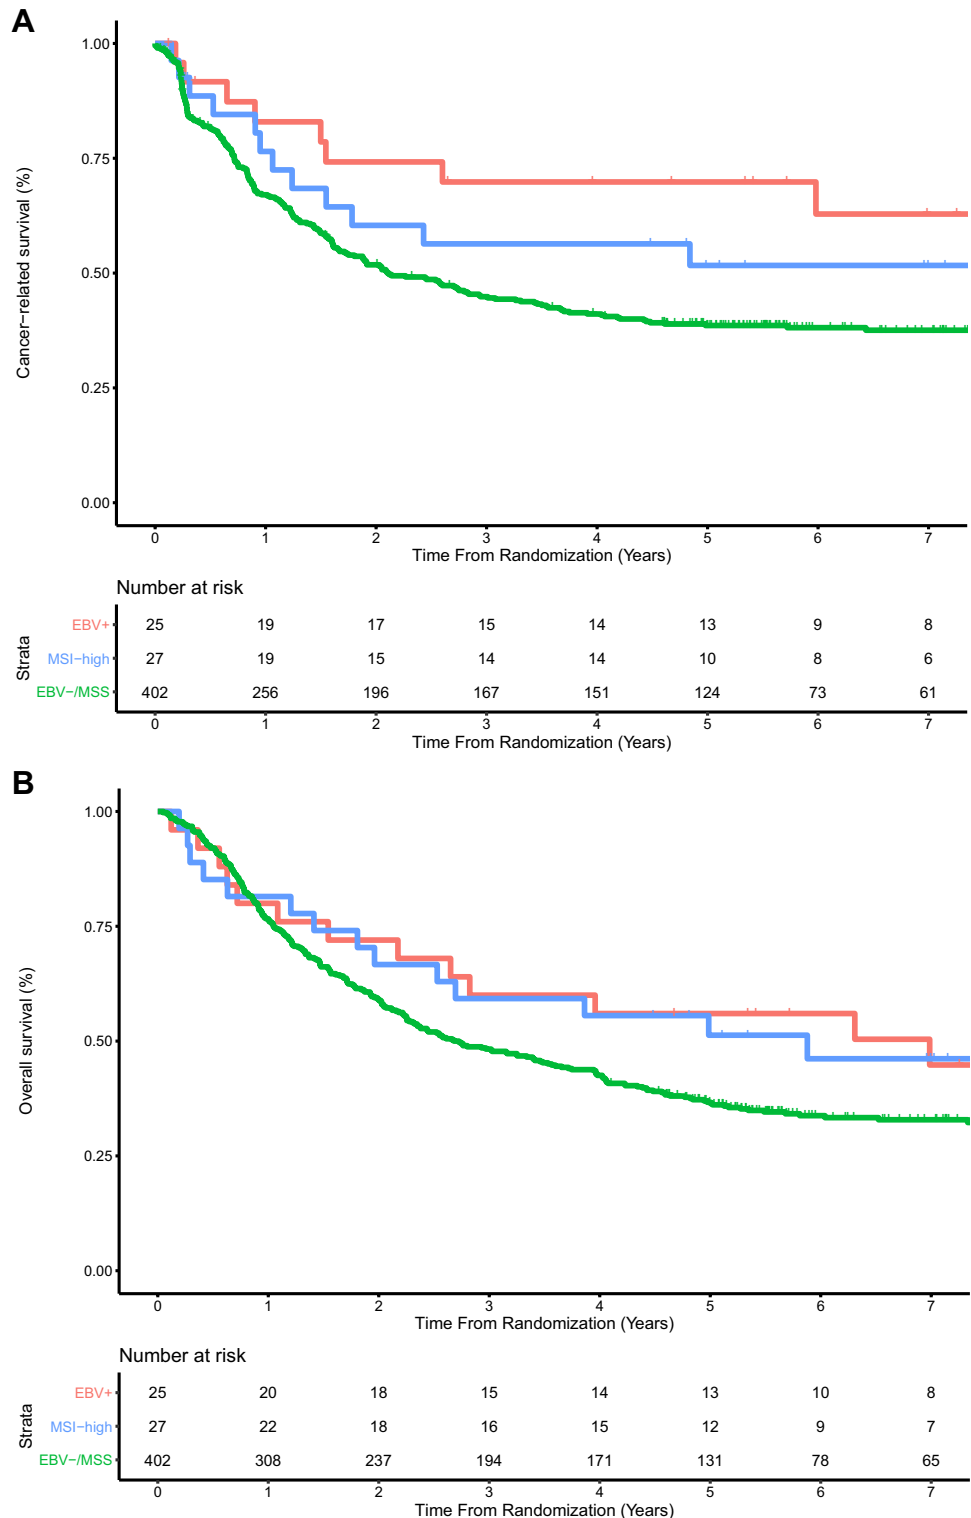 A
Cancer−related survival (%)
1.00
0.75
0.50
0.25
0.00
0 1 2 3 4 5 6 7
Time From Randomization (Years)
Number at risk
Strata
EBV+ 25 19 17 15 14 13 9 8
MSI−high 27 19 15 14 14 10 8 6
EBV−/MSS 402 256 196 167 151 124 73 61
0 1 2 3 4 5 6 7
Time From Randomization (Years)
B
Overall survival (%)
1.00
0.75
0.50
0.25
0.00
0 1 2 3 4 5 6 7
Time From Randomization (Years)
Number at risk
Strata
EBV+ 25 20 18 15 14 13 10 8
MSI−high 27 22 18 16 15 12 9 7
EBV−/MSS 402 308 237 194 171 131 78 65
0 1 2 3 4 5 6 7
Time From Randomization (Years)